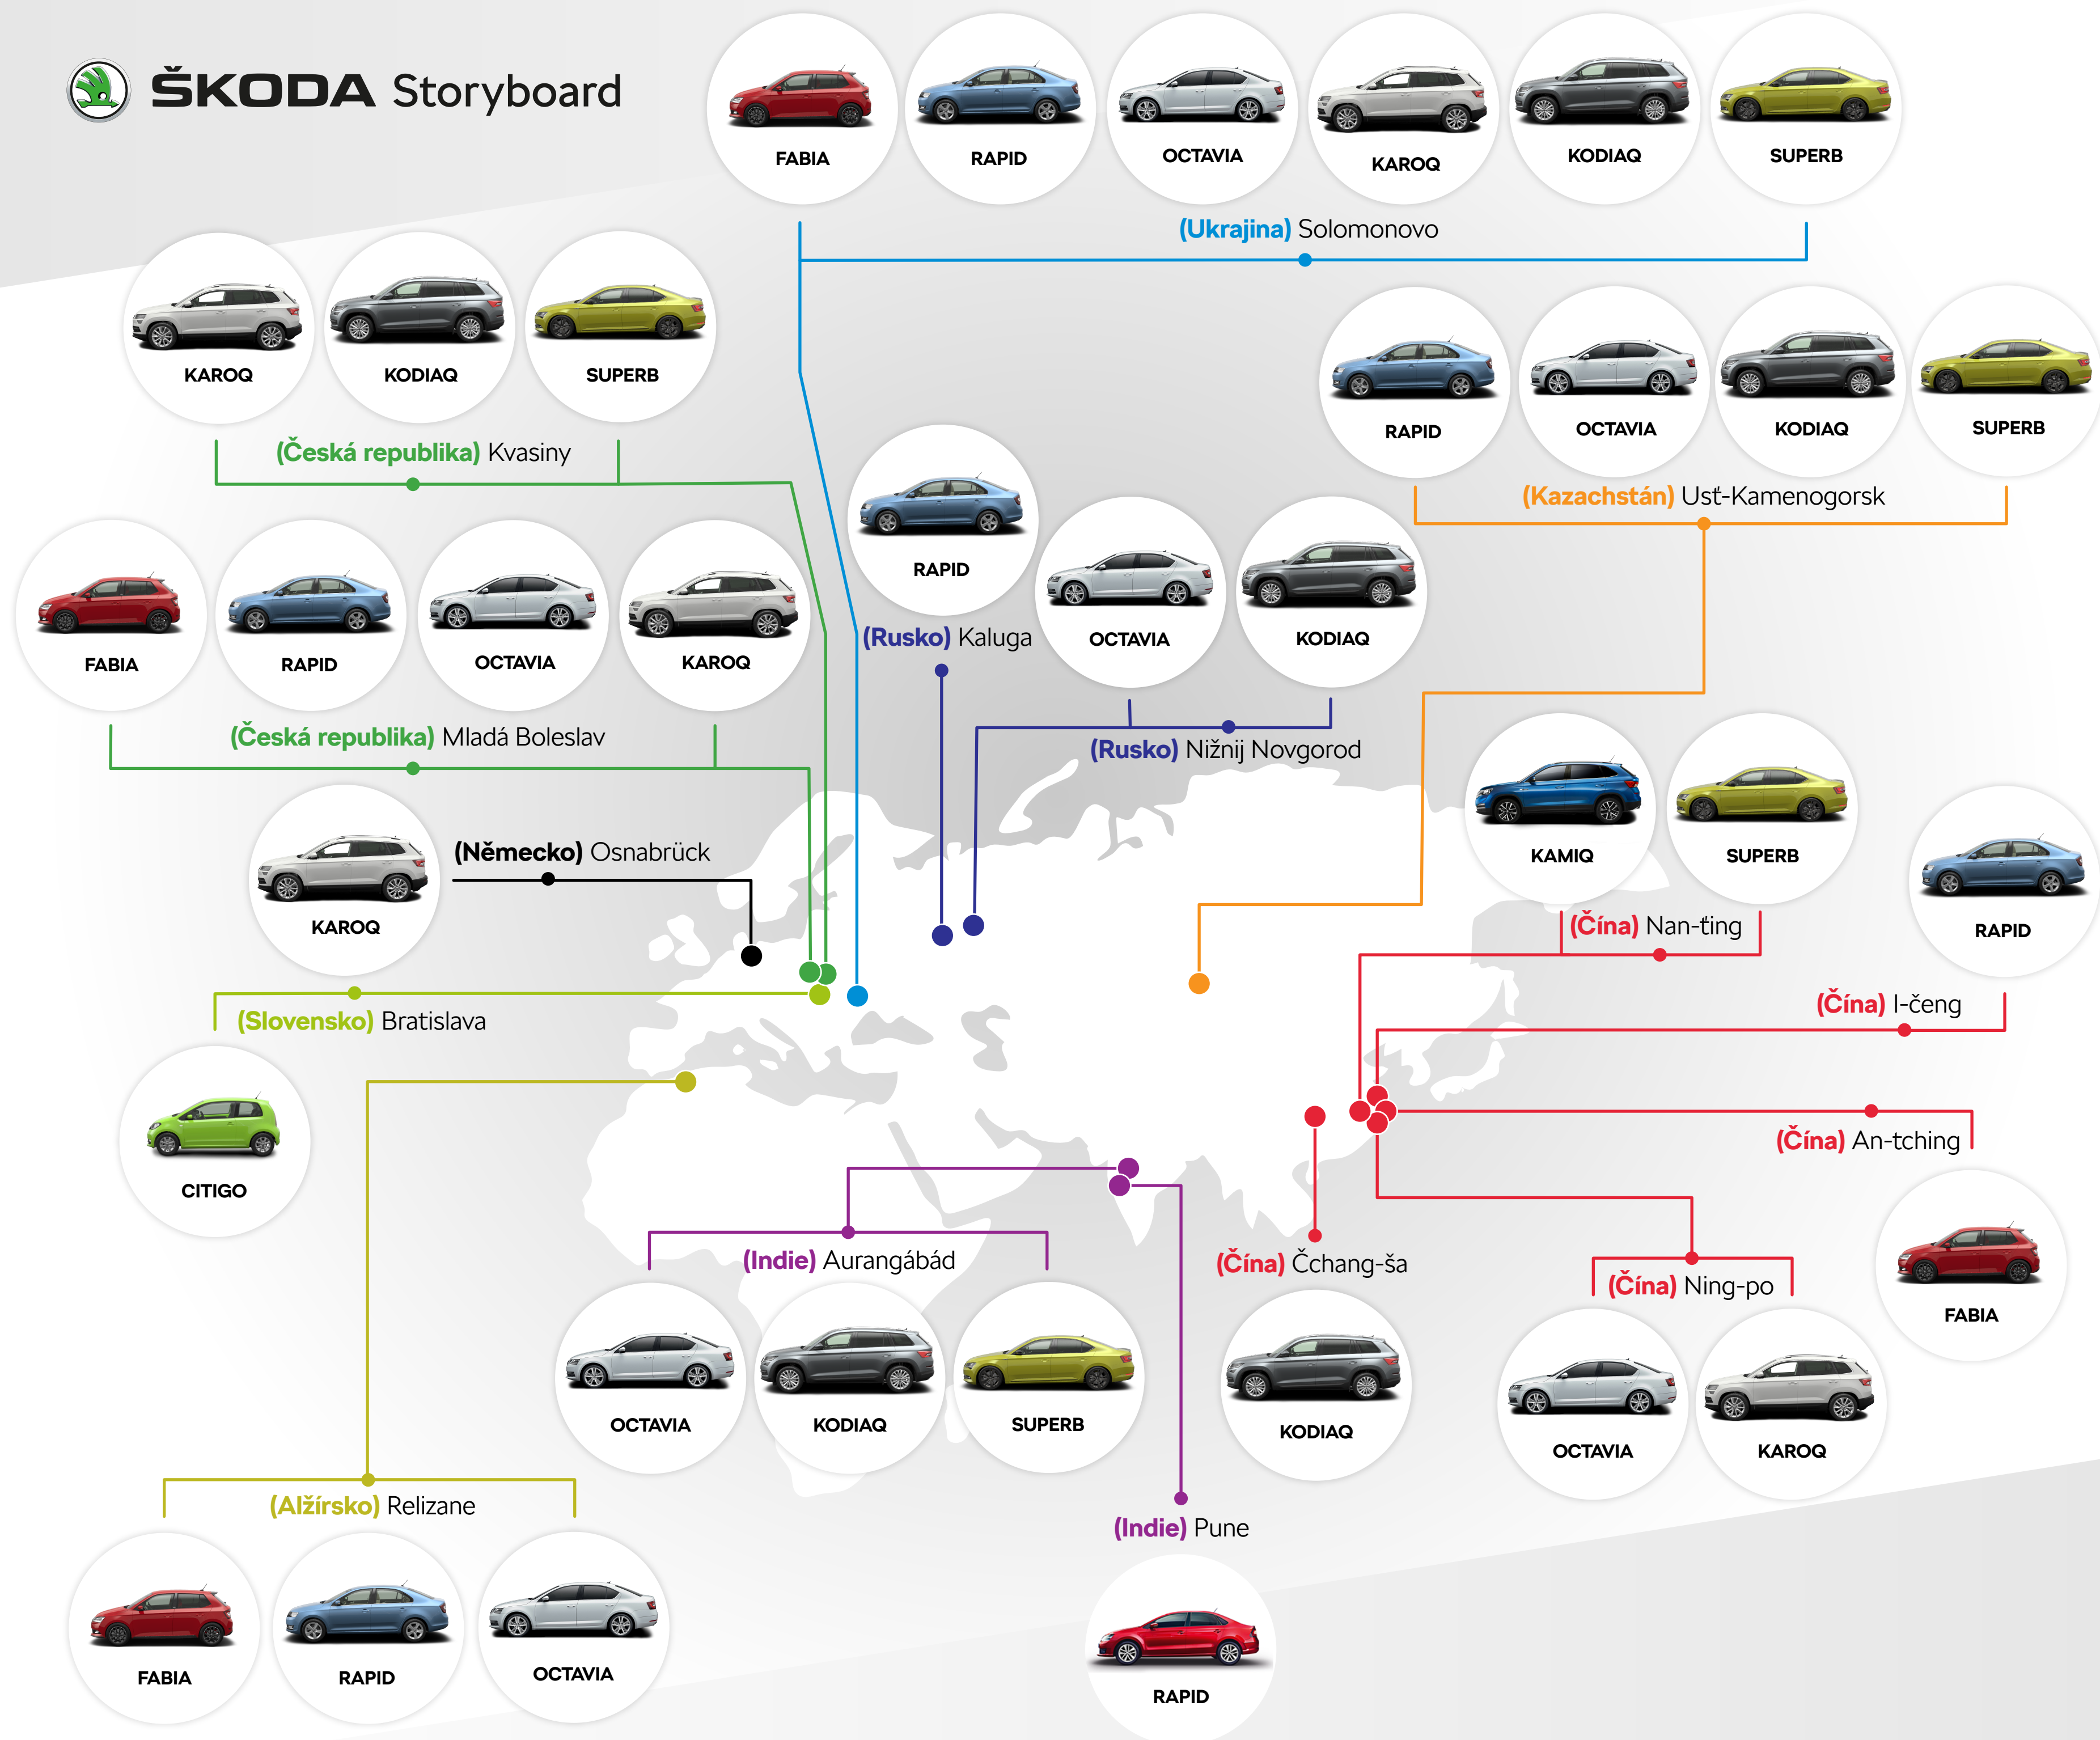 ŠKODA Storyboard
FABIA
RAPID
OCTAVIA
KAROQ
KODIAQ
SUPERB
(Ukrajina) Solomonovo
KAROQ
KODIAQ
SUPERB
(Česká republika) Kvasiny
RAPID
OCTAVIA
KODIAQ
SUPERB
(Kazachstán) Usť-Kamenogorsk
FABIA
RAPID
OCTAVIA
KAROQ
(Česká republika) Mladá Boleslav
RAPID
(Rusko) Kaluga
OCTAVIA
KODIAQ
(Rusko) Nižnij Novgorod
KAROQ
(Německo) Osnabrück
KAMIQ
SUPERB
(Čína) Nan-ťing
RAPID
(Čína) I-čeng
(Slovensko) Bratislava
CITIGO
(Čína) An-tching
FABIA
(Indie) Aurangábád
OCTAVIA
KODIAQ
SUPERB
(Čína) Čchang-ša
KODIAQ
(Čína) Ning-po
OCTAVIA
KAROQ
(Alžírsko) Relizane
FABIA
RAPID
OCTAVIA
(Indie) Pune
RAPID